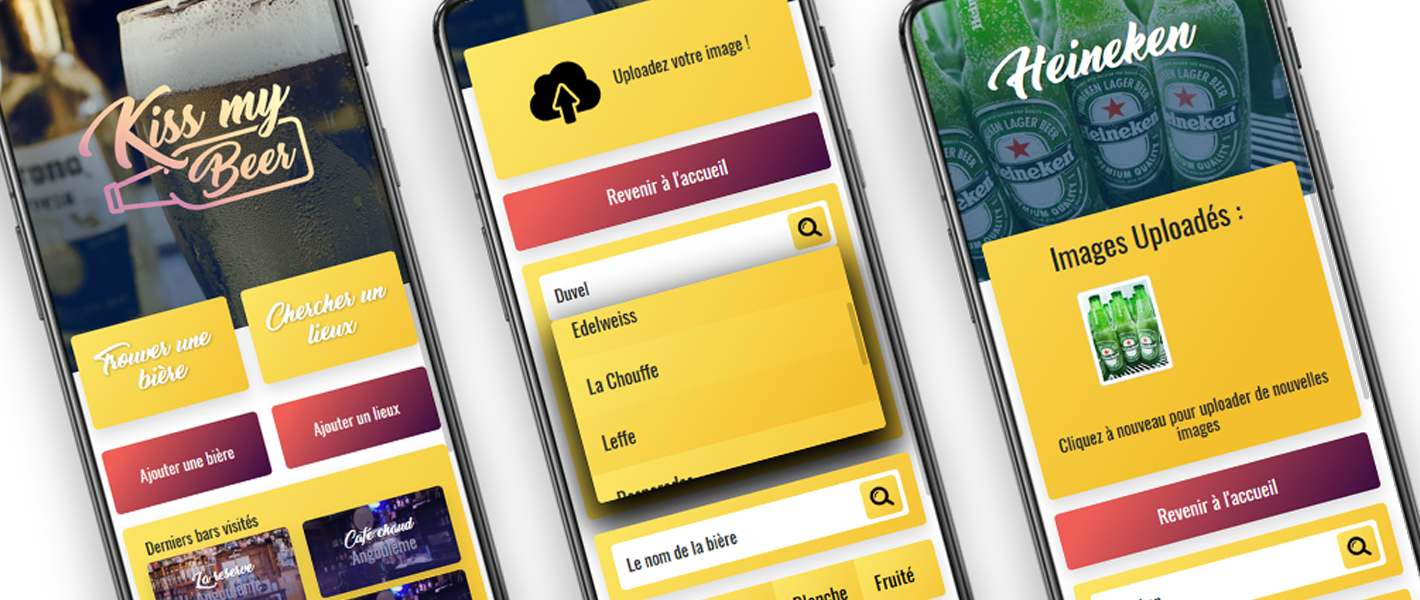 Kiss my
Beer
Trouver une
bière
Chercher un
lieux
Ajouter une bière
Ajouter un lieux
Derniers bars visités
La reserve
Angoulême
Café chaud
Angoulême
Uploadez votre image !
Revenir à l'accueil
Duvel
Edelweiss
La Chouffe
Leffe
Desperados
Le nom de la bière
Blanche
Fruité
Heineken
HEINEKEN LAGER BEER
Heineken
PREMIUM QUALITY
Images Uploadés :
Cliquez à nouveau pour uploader de nouvelles
images
Revenir à l'accueil